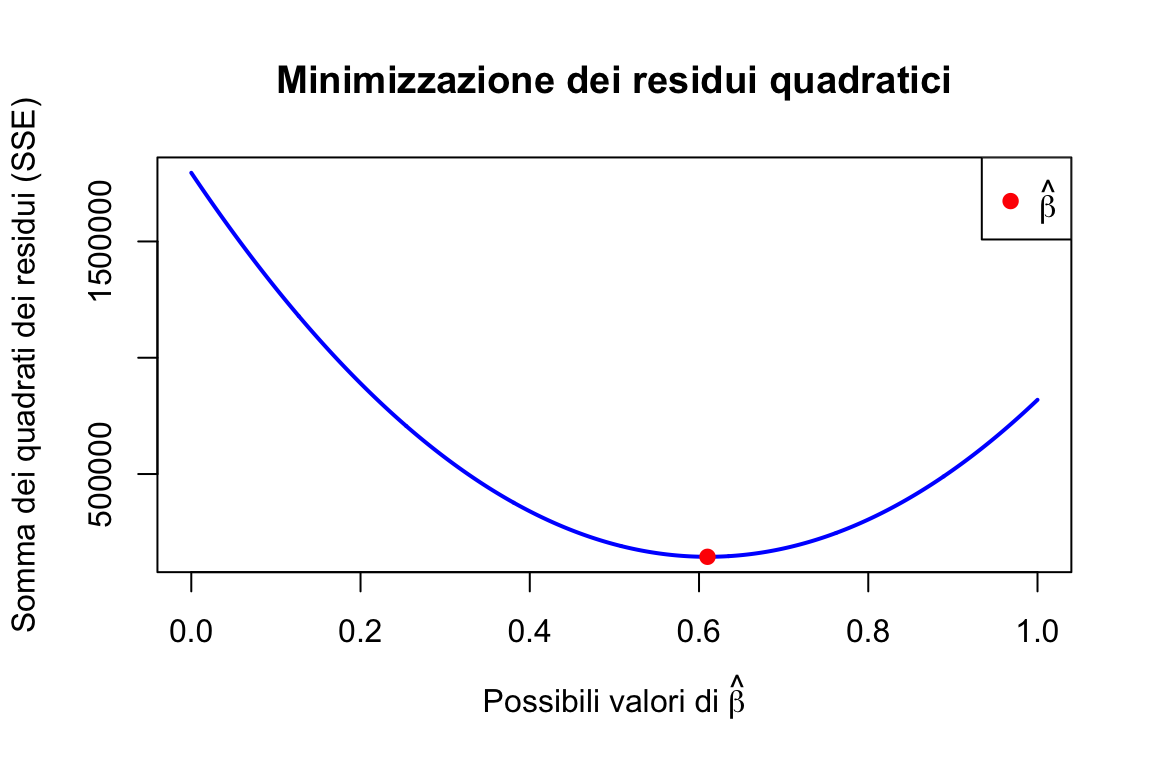 Minimizzazione dei residui quadratici
Somma dei quadrati dei residui (SSE)
1500000
500000
β̂
0.0 0.2 0.4 0.6 0.8 1.0
Possibili valori di β̂